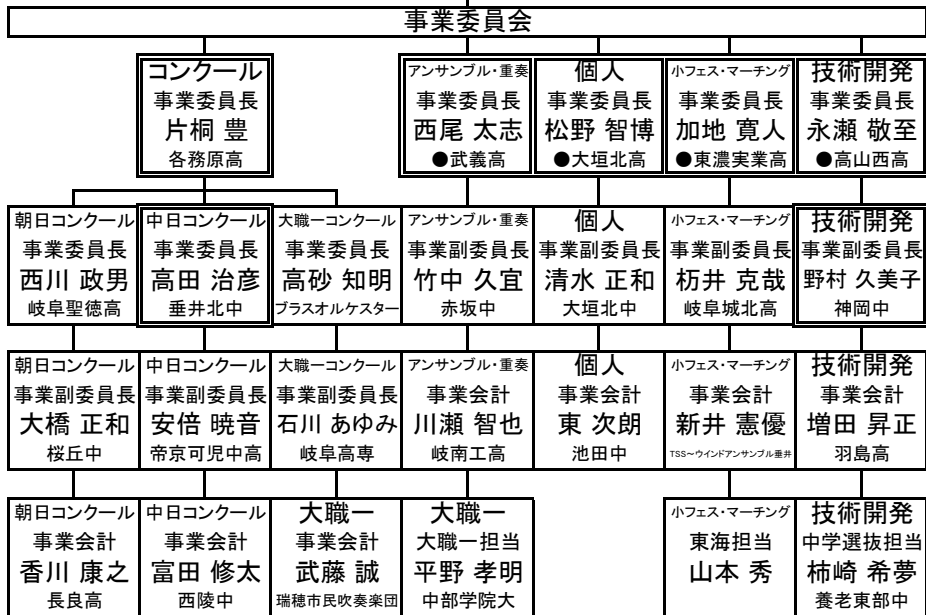 事業委員会
コンクール
事業委員長
片桐 豊
各務原高
アンサンブル・重奏
事業委員長
西尾 太志
●武義高
個人
事業委員長
松野 智博
●大垣北高
小フェス・マーチング
事業委員長
加地 寛人
●東濃実業高
技術開発
事業委員長
永瀬 敬至
●高山西高
朝日コンクール
事業委員長
西川 政男
岐阜聖徳高
中日コンクール
事業委員長
高田 治彦
垂井北中
大職一コンクール
事業委員長
高砂 知明
ブラスオルケスター
アンサンブル・重奏
事業副委員長
竹中 久宜
赤坂中
個人
事業副委員長
清水 正和
大垣北中
小フェス・マーチング
事業副委員長
栃井 克哉
岐阜城北高
技術開発
事業副委員長
野村 久美子
神岡中
朝日コンクール
事業副委員長
大橋 正和
桜丘中
中日コンクール
事業副委員長
安倍 暁音
帝京可児中高
大職一コンクール
事業副委員長
石川 あゆみ
岐阜高専
アンサンブル・重奏
事業会計
川瀬 智也
岐南工高
個人
事業会計
東 次朗
池田中
小フェス・マーチング
事業会計
新井 憲優
TSS～ウインドアンサンブル垂井
技術開発
事業会計
増田 昇正
羽島高
朝日コンクール
事業会計
香川 康之
長良高
中日コンクール
事業会計
富田 修太
西陵中
大職一
事業会計
武藤 誠
瑞穂市民吹奏楽団
大職一
大職一担当
平野 孝明
中部学院大
小フェス・マーチング
東海担当
山本 秀
技術開発
中学選抜担当
柿崎 希夢
養老東部中